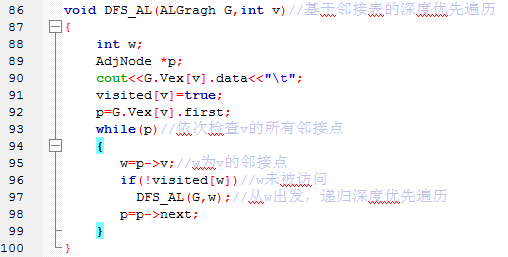 86 void DFS_AL(ALGragh G,int v)//基于邻接表的深度优先遍历
87 {
88 int w;
89 AdjNode *p;
90 cout<<G.Vex[v].data<<"\t";
91 visited[v]=true;
92 p=G.Vex[v].first;
93 while(p)//依次检查v的所有邻接点
94 {
95 w=p->v;//w为v的邻接点
96 if(!visited[w])//w未被访问
97 DFS_AL(G,w);//从w出发，递归深度优先遍历
98 p=p->next;
99 }
100 }